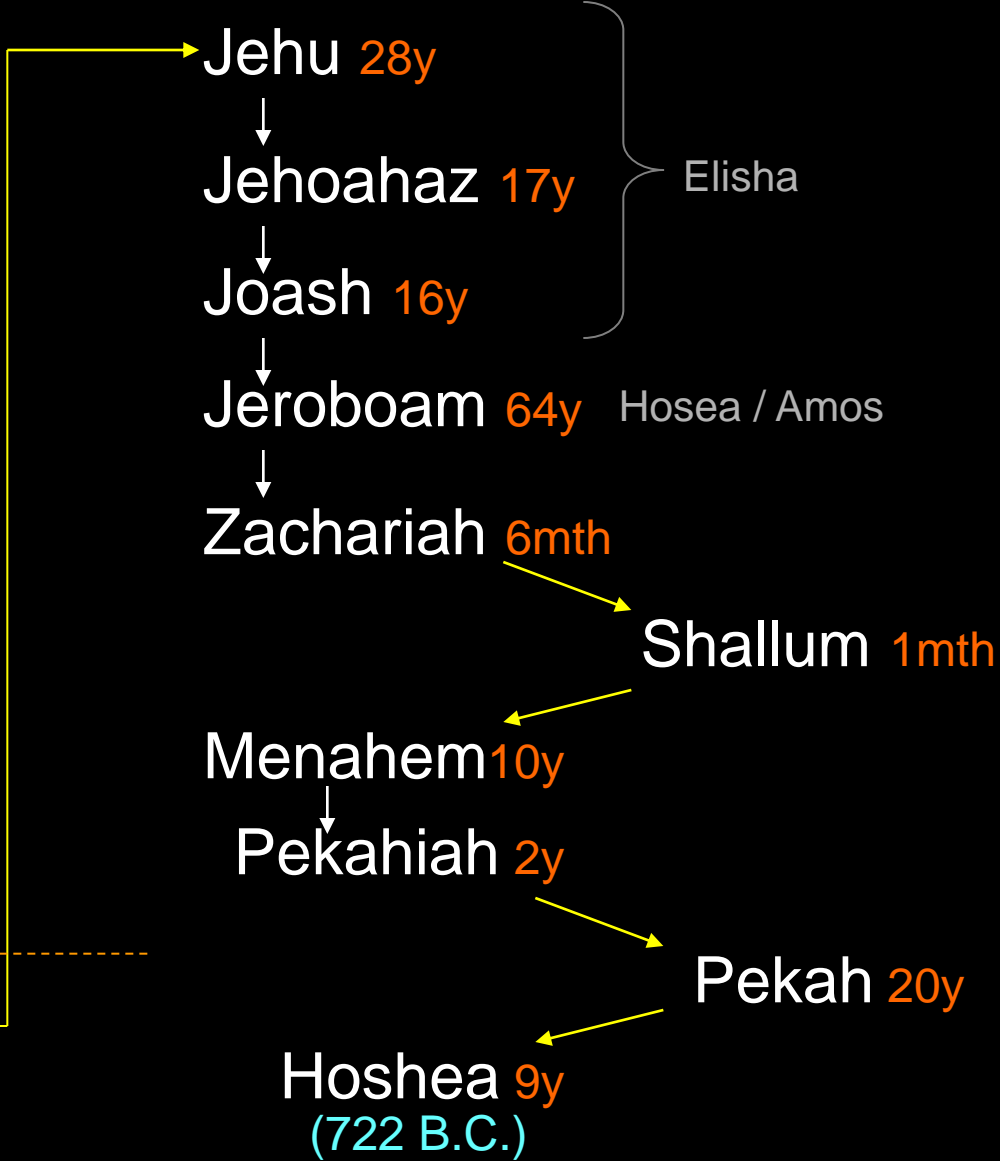 Jehu 28y
Jehoahaz 17y
Elisha
Joash 16y
Jeroboam 64y Hosea / Amos
Zachariah 6mth
Shallum 1mth
Menahem10y
Pekahiah 2y
Pekah 20y
Hoshea 9y
(722 B.C.)